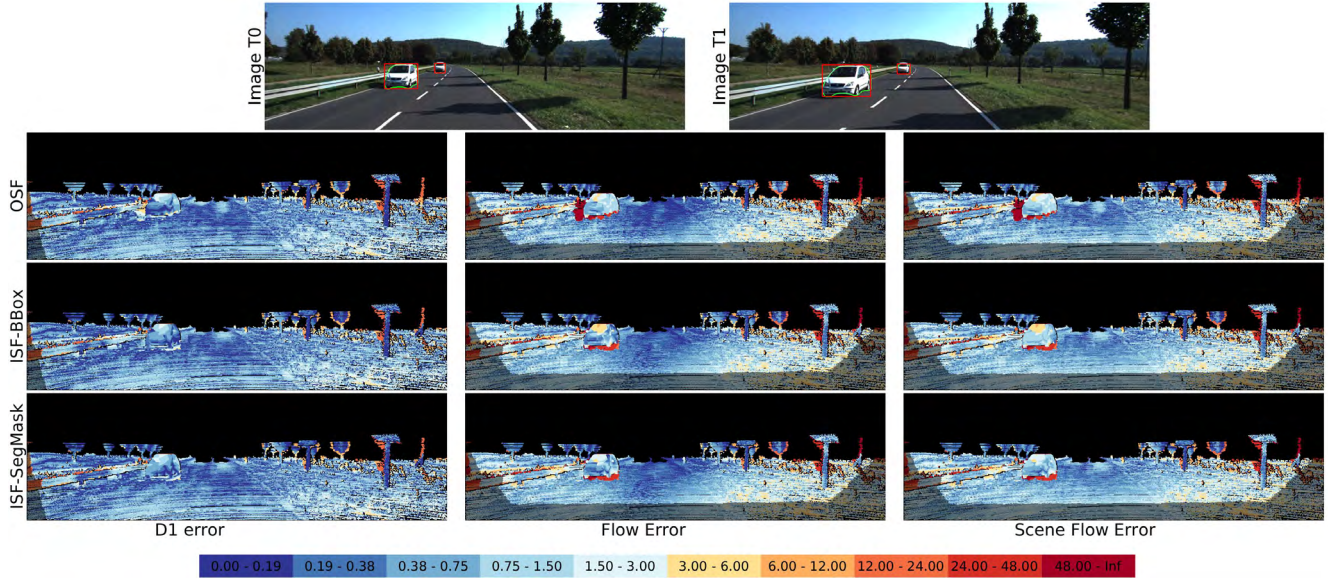 Image T0
Image T1
OSF
ISF-BBox
ISF-SegMask
D1 error
Flow Error
Scene Flow Error
0.00 - 0.19
0.19 - 0.38
0.38 - 0.75
0.75 - 1.50
1.50 - 3.00
3.00 - 6.00
6.00 - 12.00
12.00 - 24.00
24.00 - 48.00
48.00 - Inf